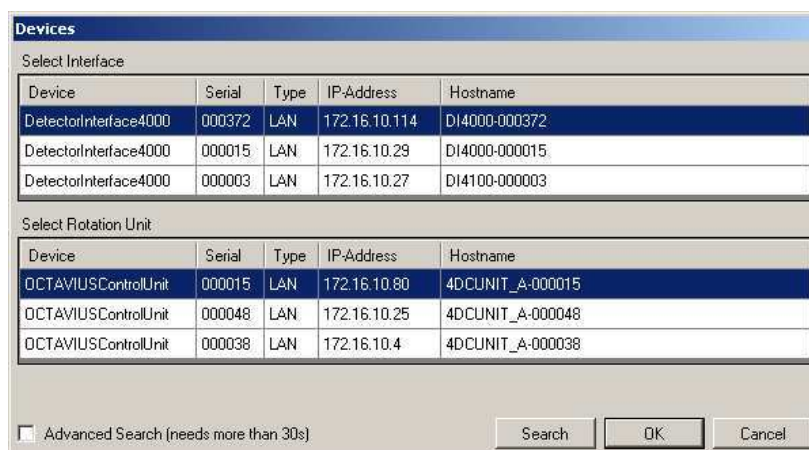 Devices
Select Interface
Device Serial Type IP-Address Hostname
DetectorInterface4000 000372 LAN 172.16.10.114 DI4000-000372
DetectorInterface4000 000015 LAN 172.16.10.29 DI4000-000015
DetectorInterface4000 000003 LAN 172.16.10.27 DI4100-000003
Select Rotation Unit
Device Serial Type IP-Address Hostname
OCTAVIUSControlUnit 000015 LAN 172.16.10.80 4DCUNIT_A-000015
OCTAVIUSControlUnit 000048 LAN 172.16.10.25 4DCUNIT_A-000048
OCTAVIUSControlUnit 000038 LAN 172.16.10.4 4DCUNIT_A-000038
Advanced Search (needs more than 30s) Search OK Cancel